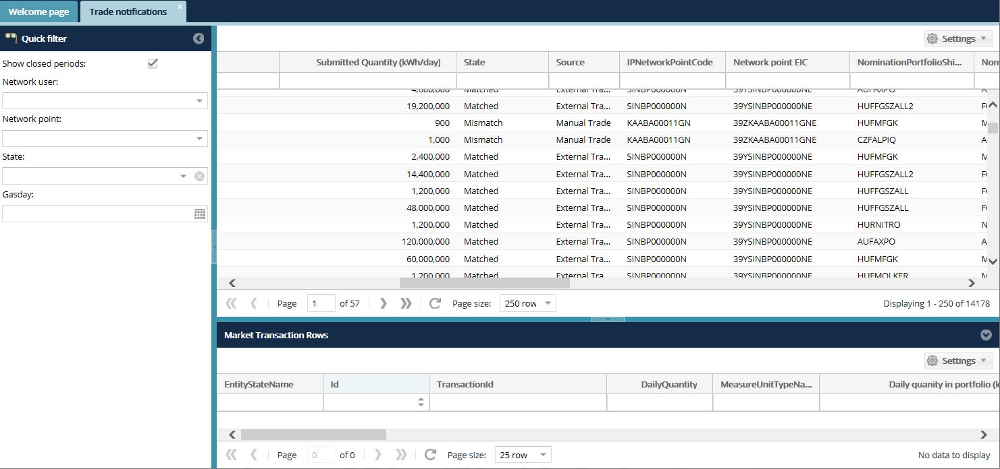 Welcome page
Trade notifications
Quick filter
Show closed periods:
Network user:
Network point:
State:
Gasday:
Settings
Submitted Quantity (kWh/day) State Source IPNetworkPointCode Network point EIC NominationPortfolioShi... Nom
4,800,000 Matched External Tra... SINBP000000N 39YSINBP000000NE AUFAXPO A
19,200,000 Matched External Tra... SINBP000000N 39YSINBP000000NE HUFFGSZALL2 F
900 Mismatch Manual Trade KAABA00011GN 39ZKAABA00011GNE HUFMFGK M
1,000 Mismatch Manual Trade KAABA00011GN 39ZKAABA00011GNE CZFALPIQ A
2,400,000 Matched External Tra... SINBP000000N 39YSINBP000000NE HUFMFGK M
14,400,000 Matched External Tra... SINBP000000N 39YSINBP000000NE HUFFGSZALL2 F
1,200,000 Matched External Tra... SINBP000000N 39YSINBP000000NE HUFFGSZALL F
48,000,000 Matched External Tra... SINBP000000N 39YSINBP000000NE HUFFGSZALL F
1,200,000 Matched External Tra... SINBP000000N 39YSINBP000000NE HURNITRO N
120,000,000 Matched External Tra... SINBP000000N 39YSINBP000000NE AUFAXPO A
60,000,000 Matched External Tra... SINBP000000N 39YSINBP000000NE HUFMFGK M
1,200,000 Matched External Tra... SINBP000000N 39YSINBP000000NE HUFMOLKER M
Page 1 of 57 Page size: 250 row Displaying 1 - 250 of 14178
Market Transaction Rows
Settings
EntityStateName Id TransactionId DailyQuantity MeasureUnitTypeNa... Daily quanity in portfolio (k
Page 0 of 0 Page size: 25 row No data to display